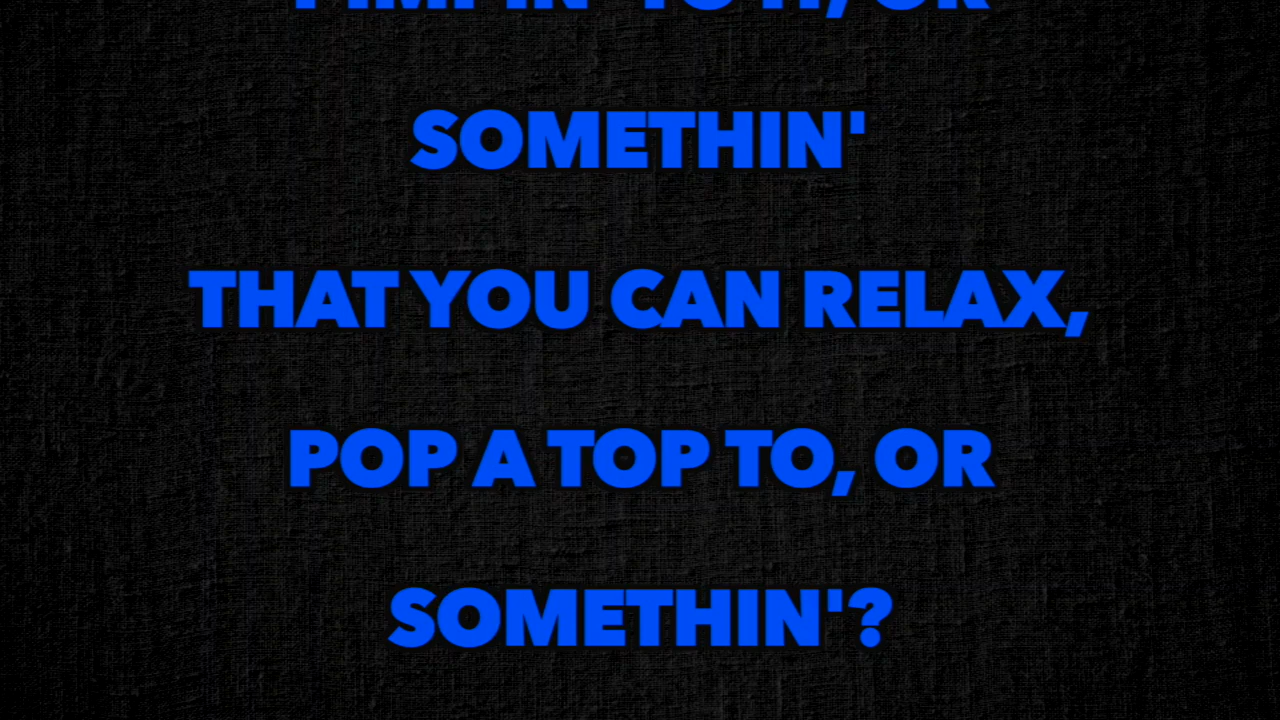 SOMETHIN'
THAT YOU CAN RELAX,
POP A TOP TO, OR
SOMETHIN'?